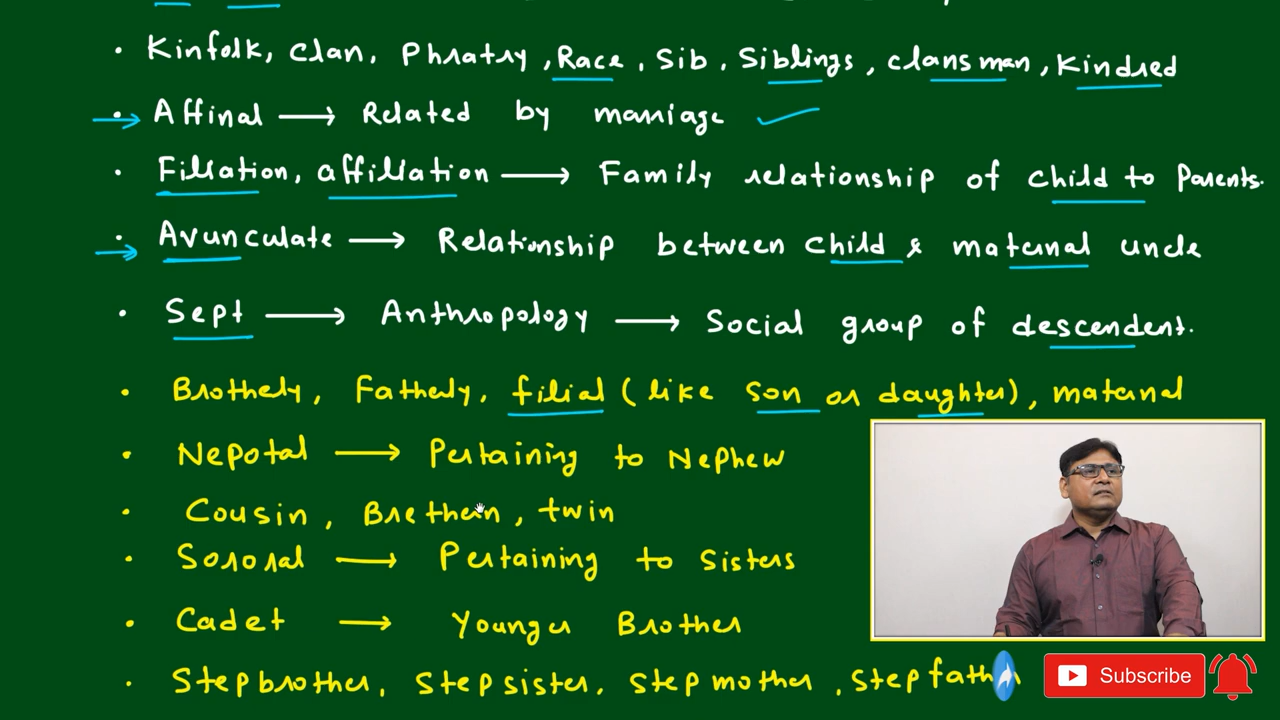 · Kinfolk, Clan, Phratry, Race, Sib, Siblings, clansman, Kindred
· Affinal → Related by marriage ✓
· Filiation, affiliation → Family relationship of child to Parents.
· Avunculate → Relationship between child & maternal uncle
· Sept → Anthropology → Social group of descendent.
· Brotherly, Fatherly, filial (like son or daughter), maternal
· Nepotal → Pertaining to Nephew
· Cousin, Brethern, twin
· Sororal → Pertaining to Sisters
· Cadet → Younger Brother
· Stepbrother, Stepsister, stepmother, stepfath
Subscribe